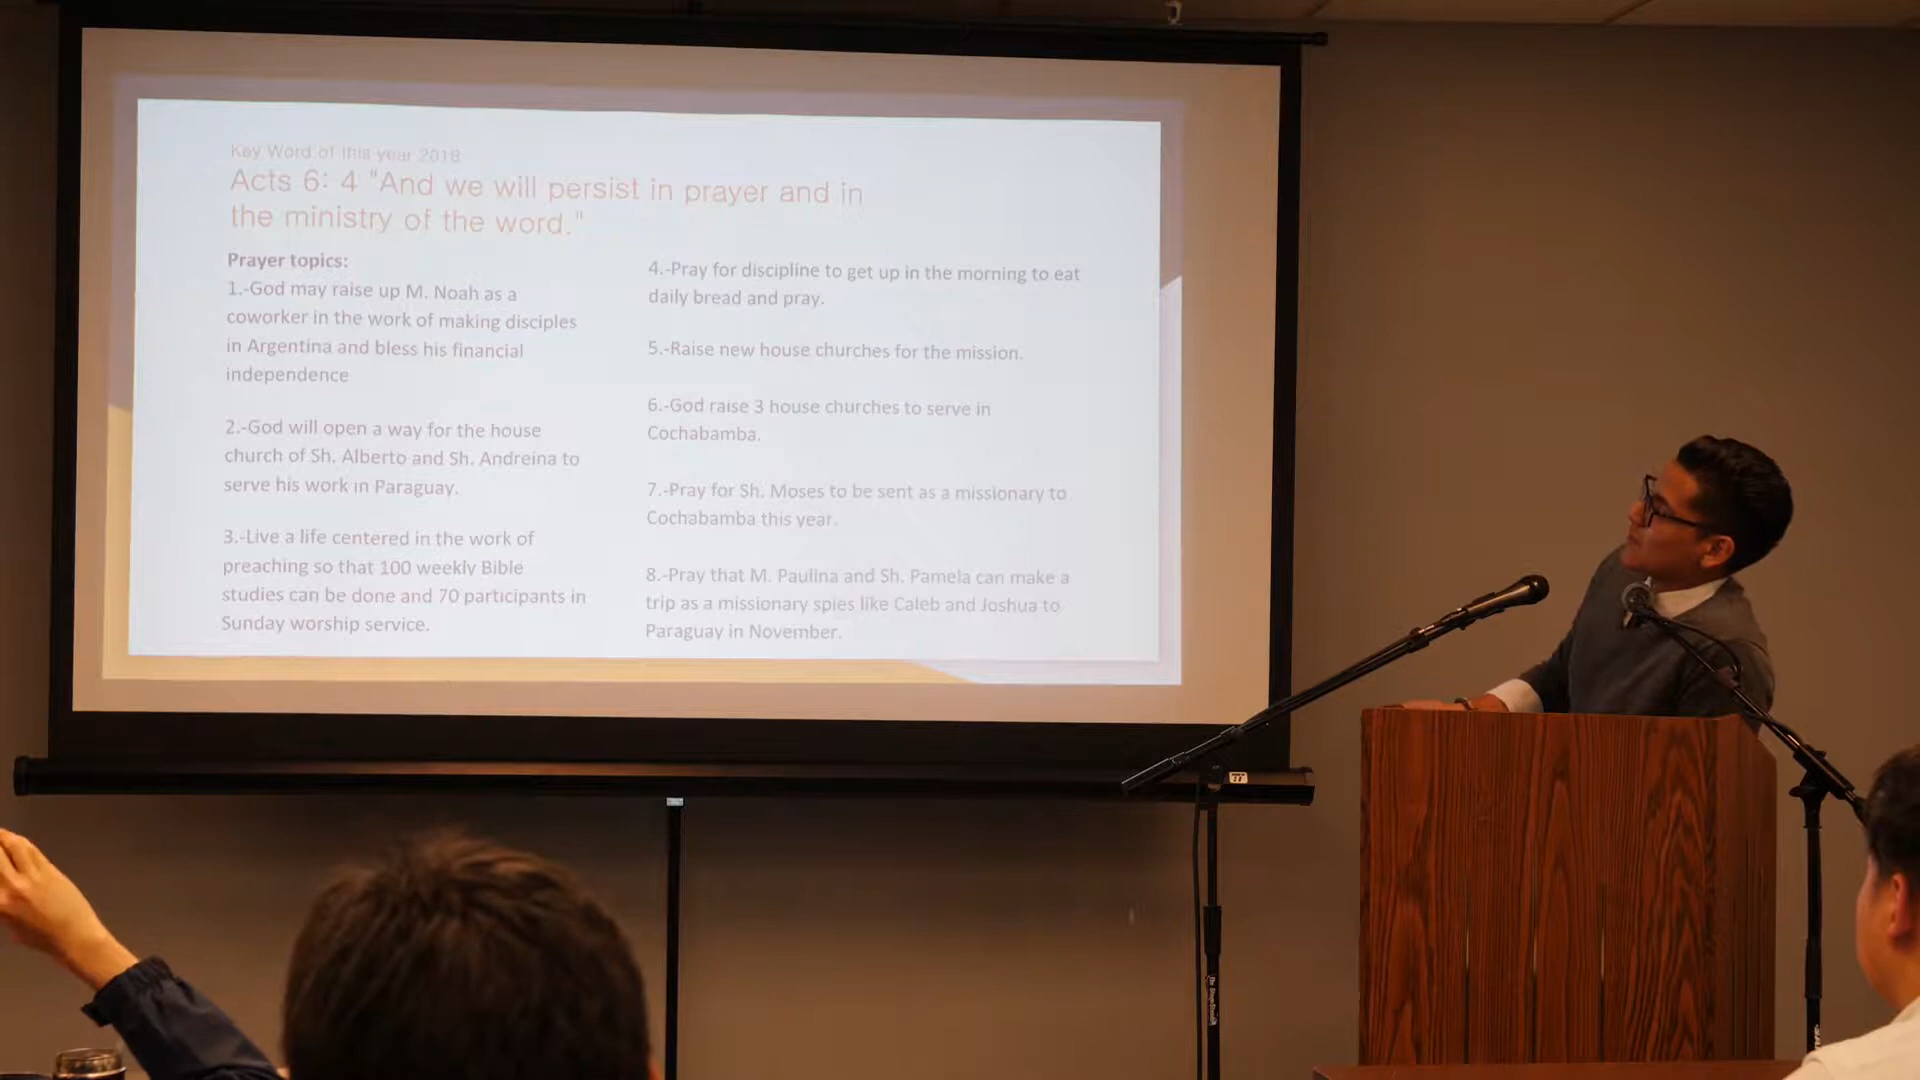 Key Word of this year 2018
Acts 6: 4 "And we will persist in prayer and in
the ministry of the word."
Prayer topics:
1.-God may raise up M. Noah as a
coworker in the work of making disciples
in Argentina and bless his financial
independence
2.-God will open a way for the house
church of Sh. Alberto and Sh. Andreina to
serve his work in Paraguay.
3.-Live a life centered in the work of
preaching so that 100 weekly Bible
studies can be done and 70 participants in
Sunday worship service.
4.-Pray for discipline to get up in the morning to eat
daily bread and pray.
5.-Raise new house churches for the mission.
6.-God raise 3 house churches to serve in
Cochabamba.
7.-Pray for Sh. Moses to be sent as a missionary to
Cochabamba this year.
8.-Pray that M. Paulina and Sh. Pamela can make a
trip as a missionary spies like Caleb and Joshua to
Paraguay in November.